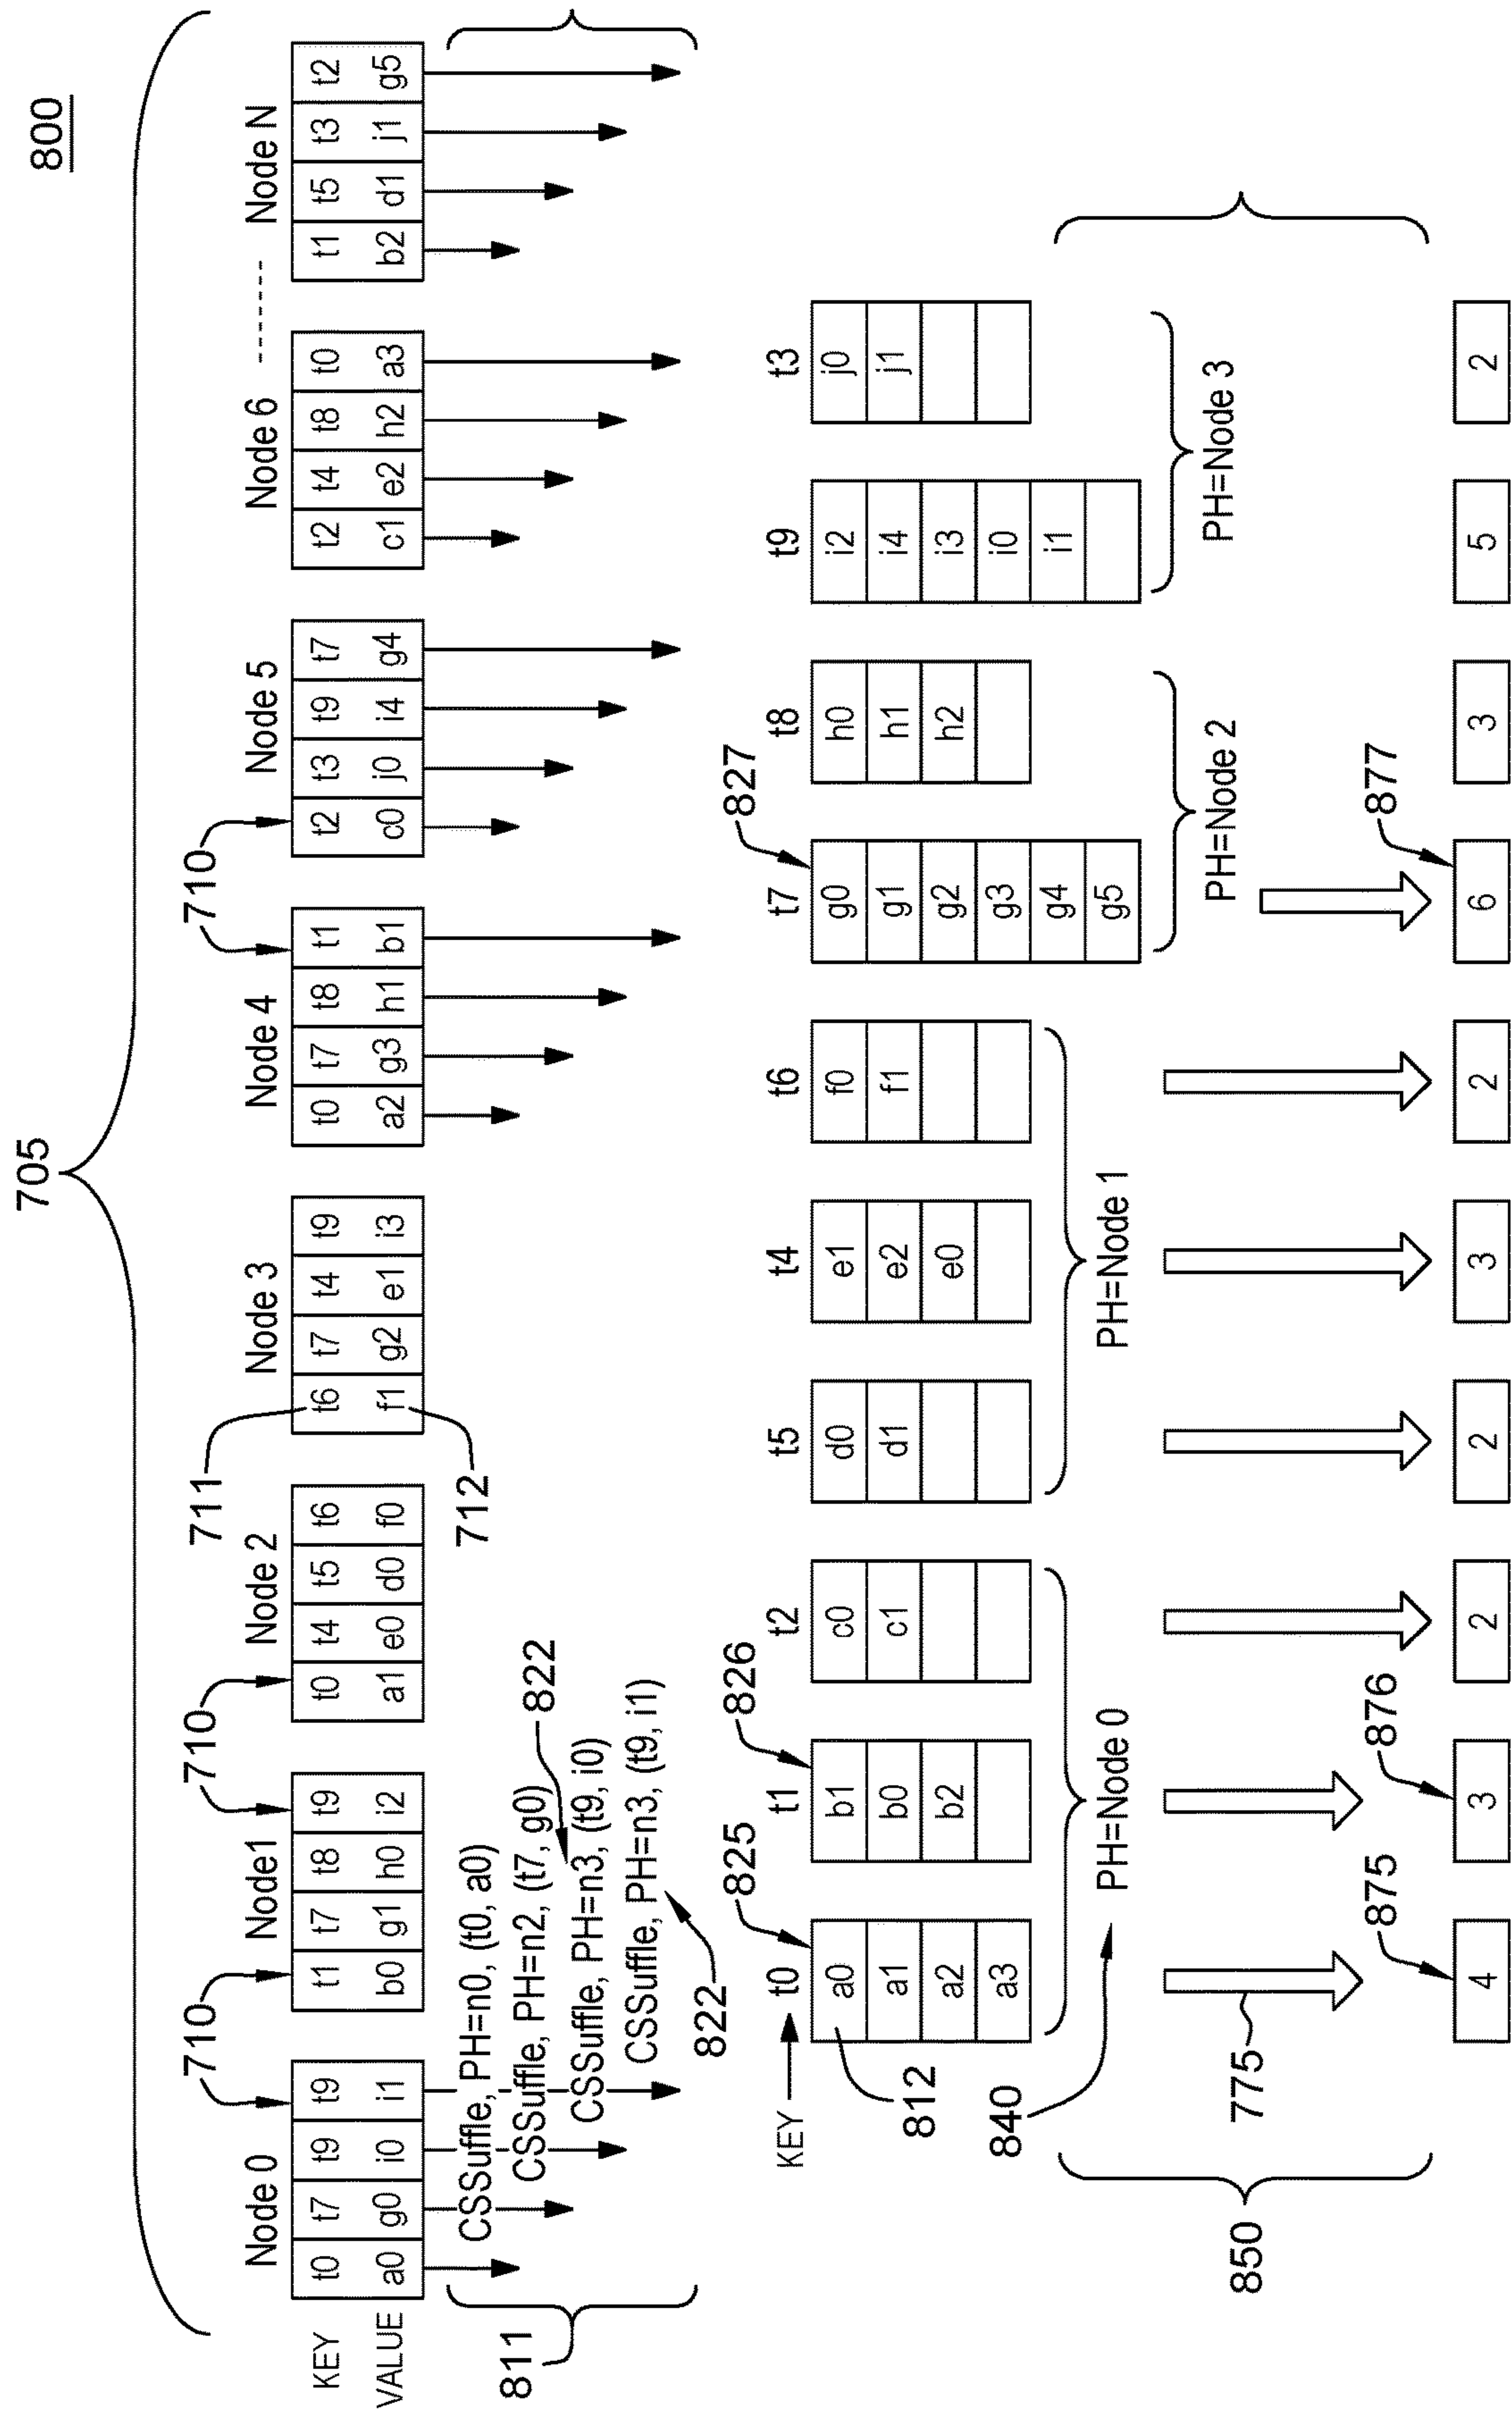 800
705
710 710 710
Node 0 Node1 Node 2 Node 3 Node 4 Node 5 Node 6 Node N
KEY t0 t7 t9 t9 t1 t7 t8 t9 t0 t4 t5 t6 t6 t7 t4 t9 t0 t7 t8 t1 t2 t3 t9 t7 t2 t4 t8 t0 t1 t5 t3 t2
VALUE a0 g0 i0 i1 b0 g1 h0 i2 a1 e0 d0 f0 f1 g2 e1 i3 a2 g3 h1 b1 c0 j0 i4 g4 c1 e2 h2 a3 b2 d1 j1 g5
711
712
811
CSSuffle, PH=n0, (t0, a0)
CSSuffle, PH=n2, (t7, g0)
CSSuffle, PH=n3, (t9, i0)
CSSuffle, PH=n3, (t9, i1)
822
822
825 826 827
KEY t0 t1 t2 t5 t4 t6 t7 t8 t9 t3
a0 b1 c0 d0 e1 f0 g0 h0 i2 j0
a1 b0 c1 d1 e2 f1 g1 h1 i4 j1
a2 b2 e0 g2 h2 i3
a3 g3 i0
g4 i1
g5
812
840
PH=Node 0 PH=Node 1 PH=Node 2 PH=Node 3
850
775
875 876 877
4 3 2 2 3 2 6 3 5 2